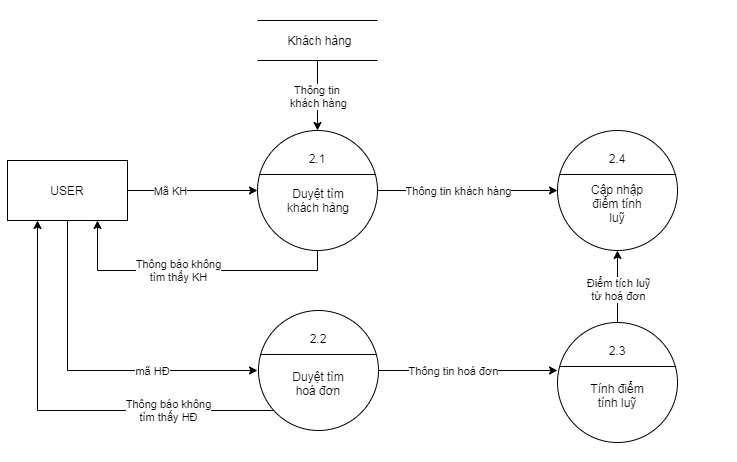 Khách hàng
Thông tin
khách hàng
2.1
Duyệt tìm
khách hàng
USER
Mã KH
Thông tin khách hàng
2.4
Cập nhập
điểm tính
luỹ
Thông báo không
tìm thấy KH
Điểm tích luỹ
từ hoá đơn
2.2
Duyệt tìm
hoá đơn
mã HĐ
Thông tin hoá đơn
2.3
Tính điểm
tính luỹ
Thông báo không
tìm thấy HĐ